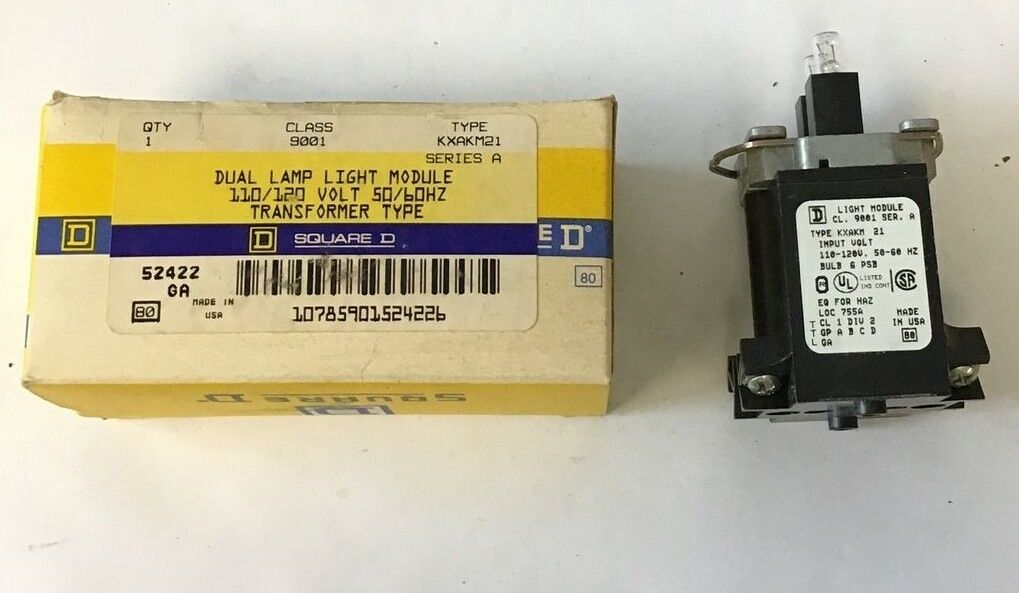 QTY CLASS TYPE
1 9001 KXAKM21
SERIES A
DUAL LAMP LIGHT MODULE
110/120 VOLT 50/60HZ
TRANSFORMER TYPE
D D SQUARE D E D®
52422
GA
80
MADE IN
USA
10785901524226
80
D
SQUARE D
D LIGHT MODULE
CL. 9001 SER. A
TYPE KXAKM 21
INPUT VOLT
110-120V. 50-60 HZ
BULB 6 PSB
UL LISTED
IND CONT
EQ FOR HAZ
LOC 755A
CL 1 DIV 2
GP A B C D
GA
T
T
L
MADE
IN USA
80